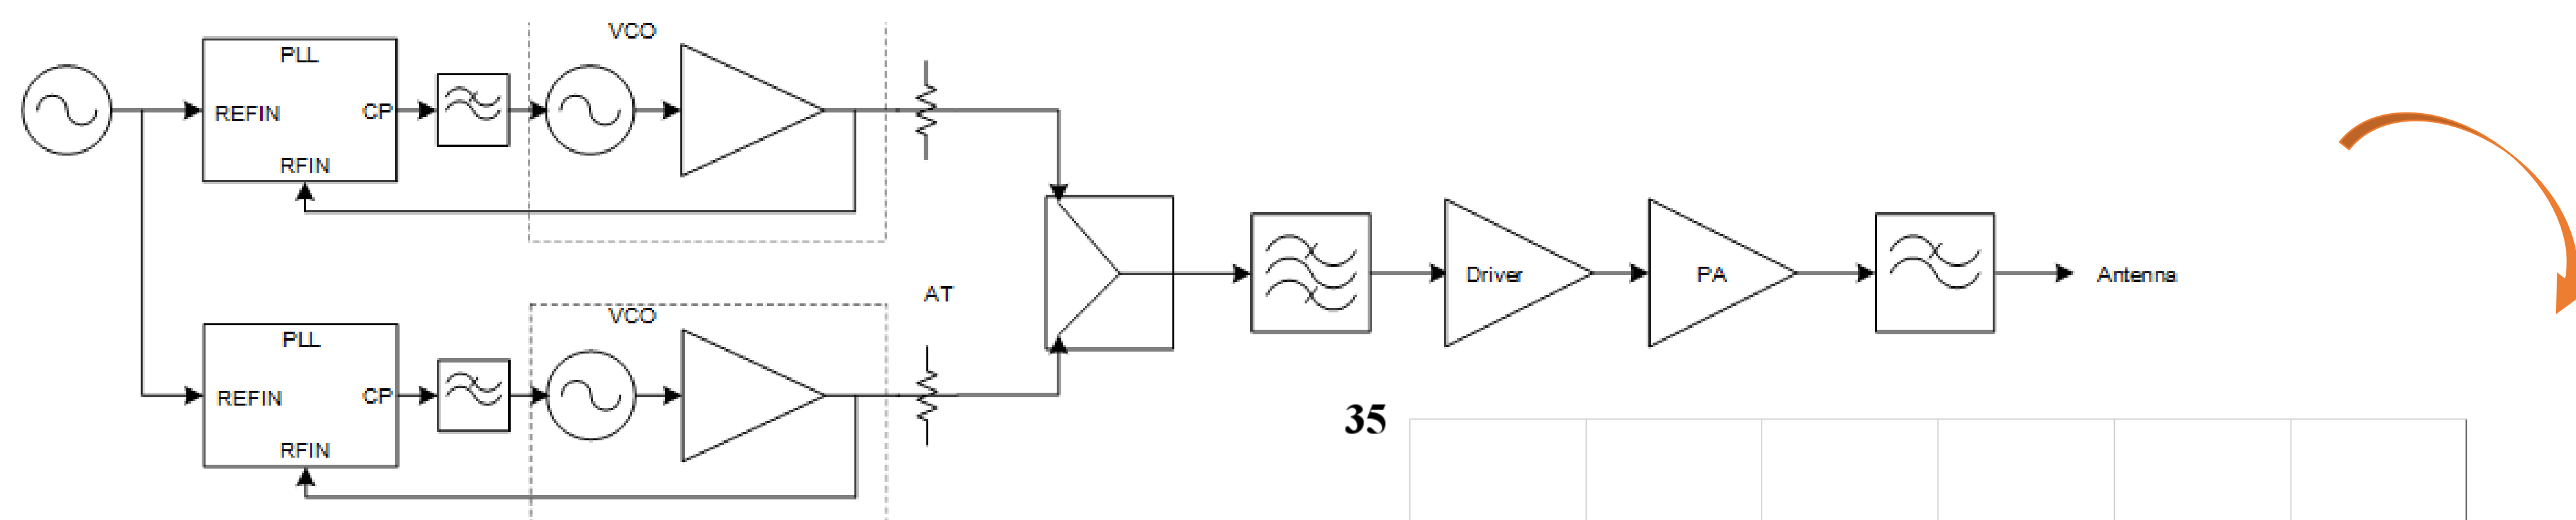 VCO
PLL
REFIN
CP
RFIN
Driver
PA
Antenna
AT
VCO
PLL
REFIN
CP
RFIN
35